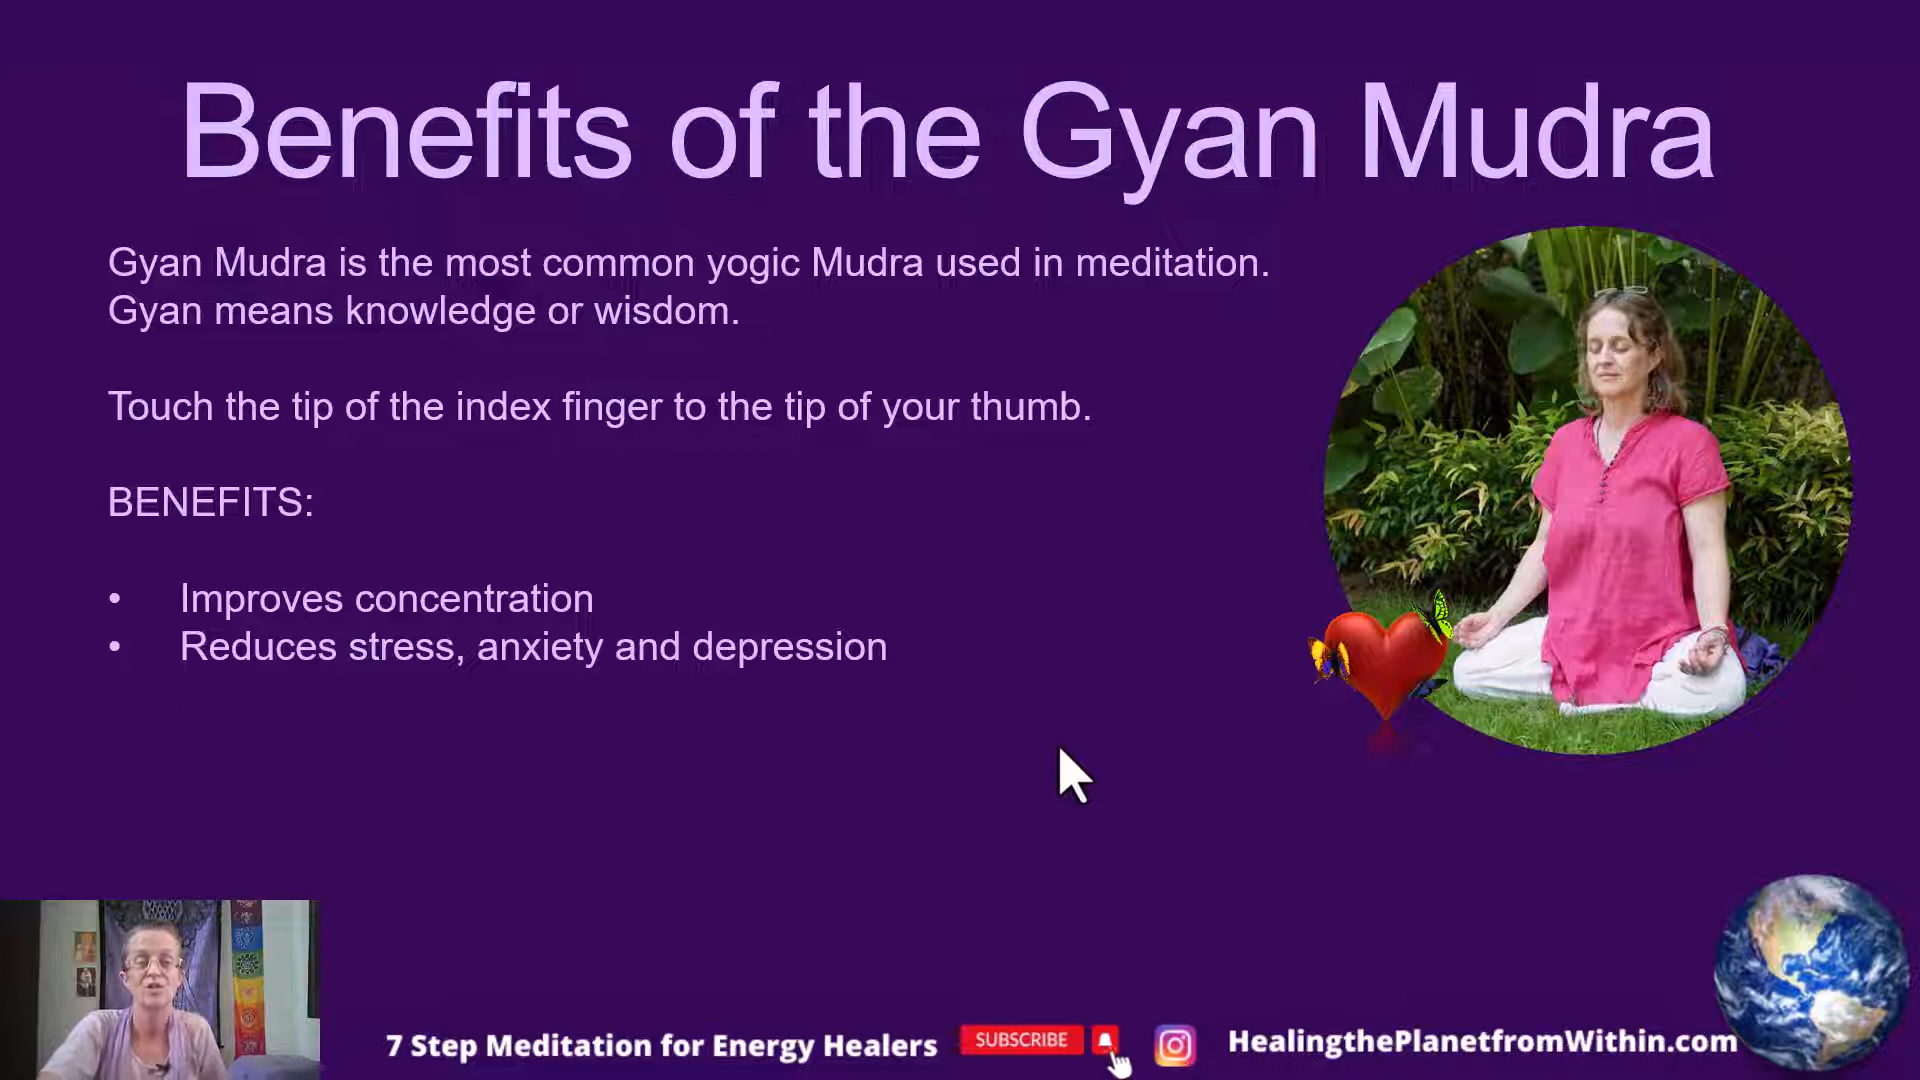 Benefits of the Gyan Mudra
Gyan Mudra is the most common yogic Mudra used in meditation.
Gyan means knowledge or wisdom.
Touch the tip of the index finger to the tip of your thumb.
BENEFITS:
• Improves concentration
• Reduces stress, anxiety and depression
7 Step Meditation for Energy Healers
SUBSCRIBE
HealingthePlanetfromWithin.com